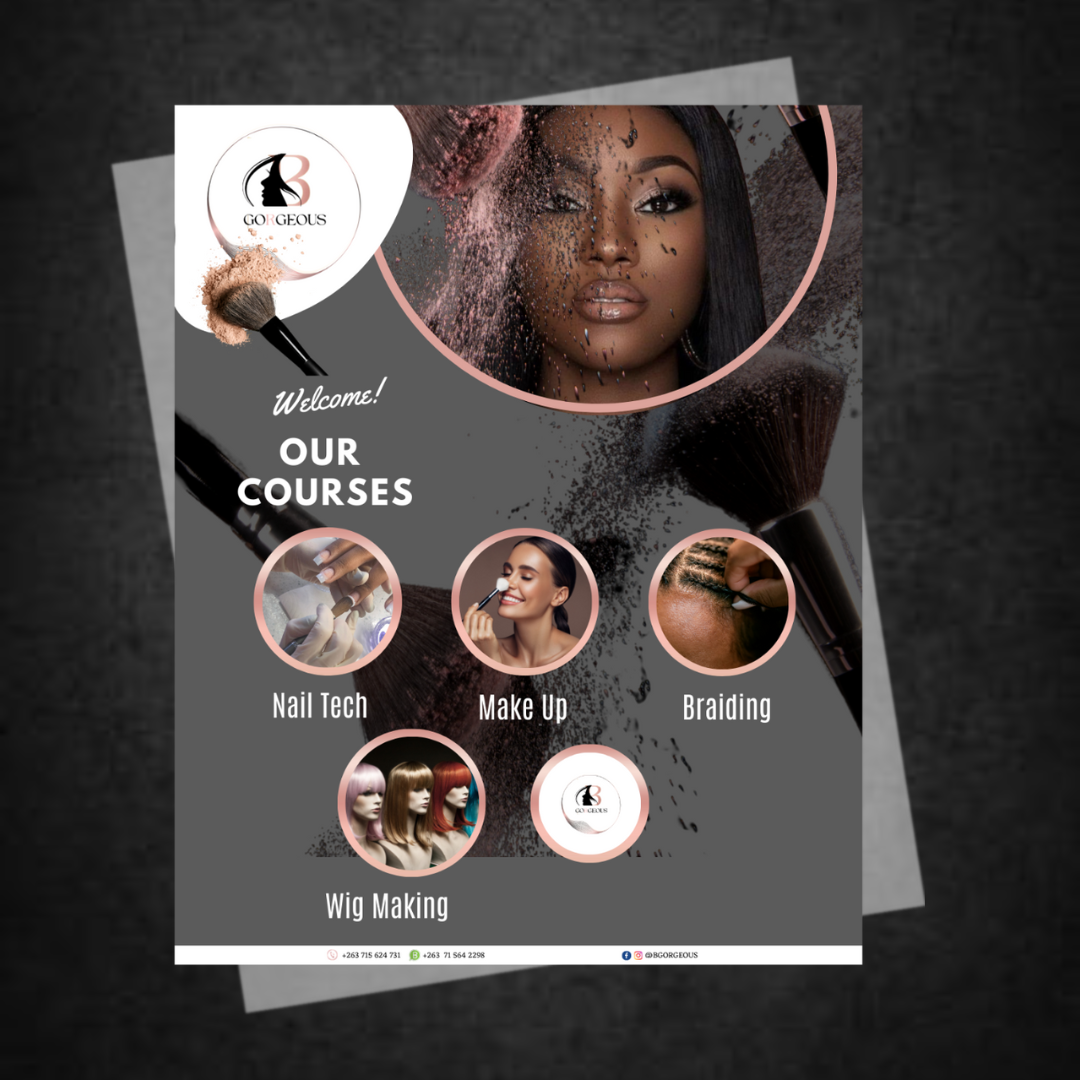 B
GORGEOUS
Welcome!
OUR
COURSES
Nail Tech
Make Up
Braiding
B
GORGEOUS
Wig Making
+263 715 624 731 +263 71 564 2298 @BGORGEOUS